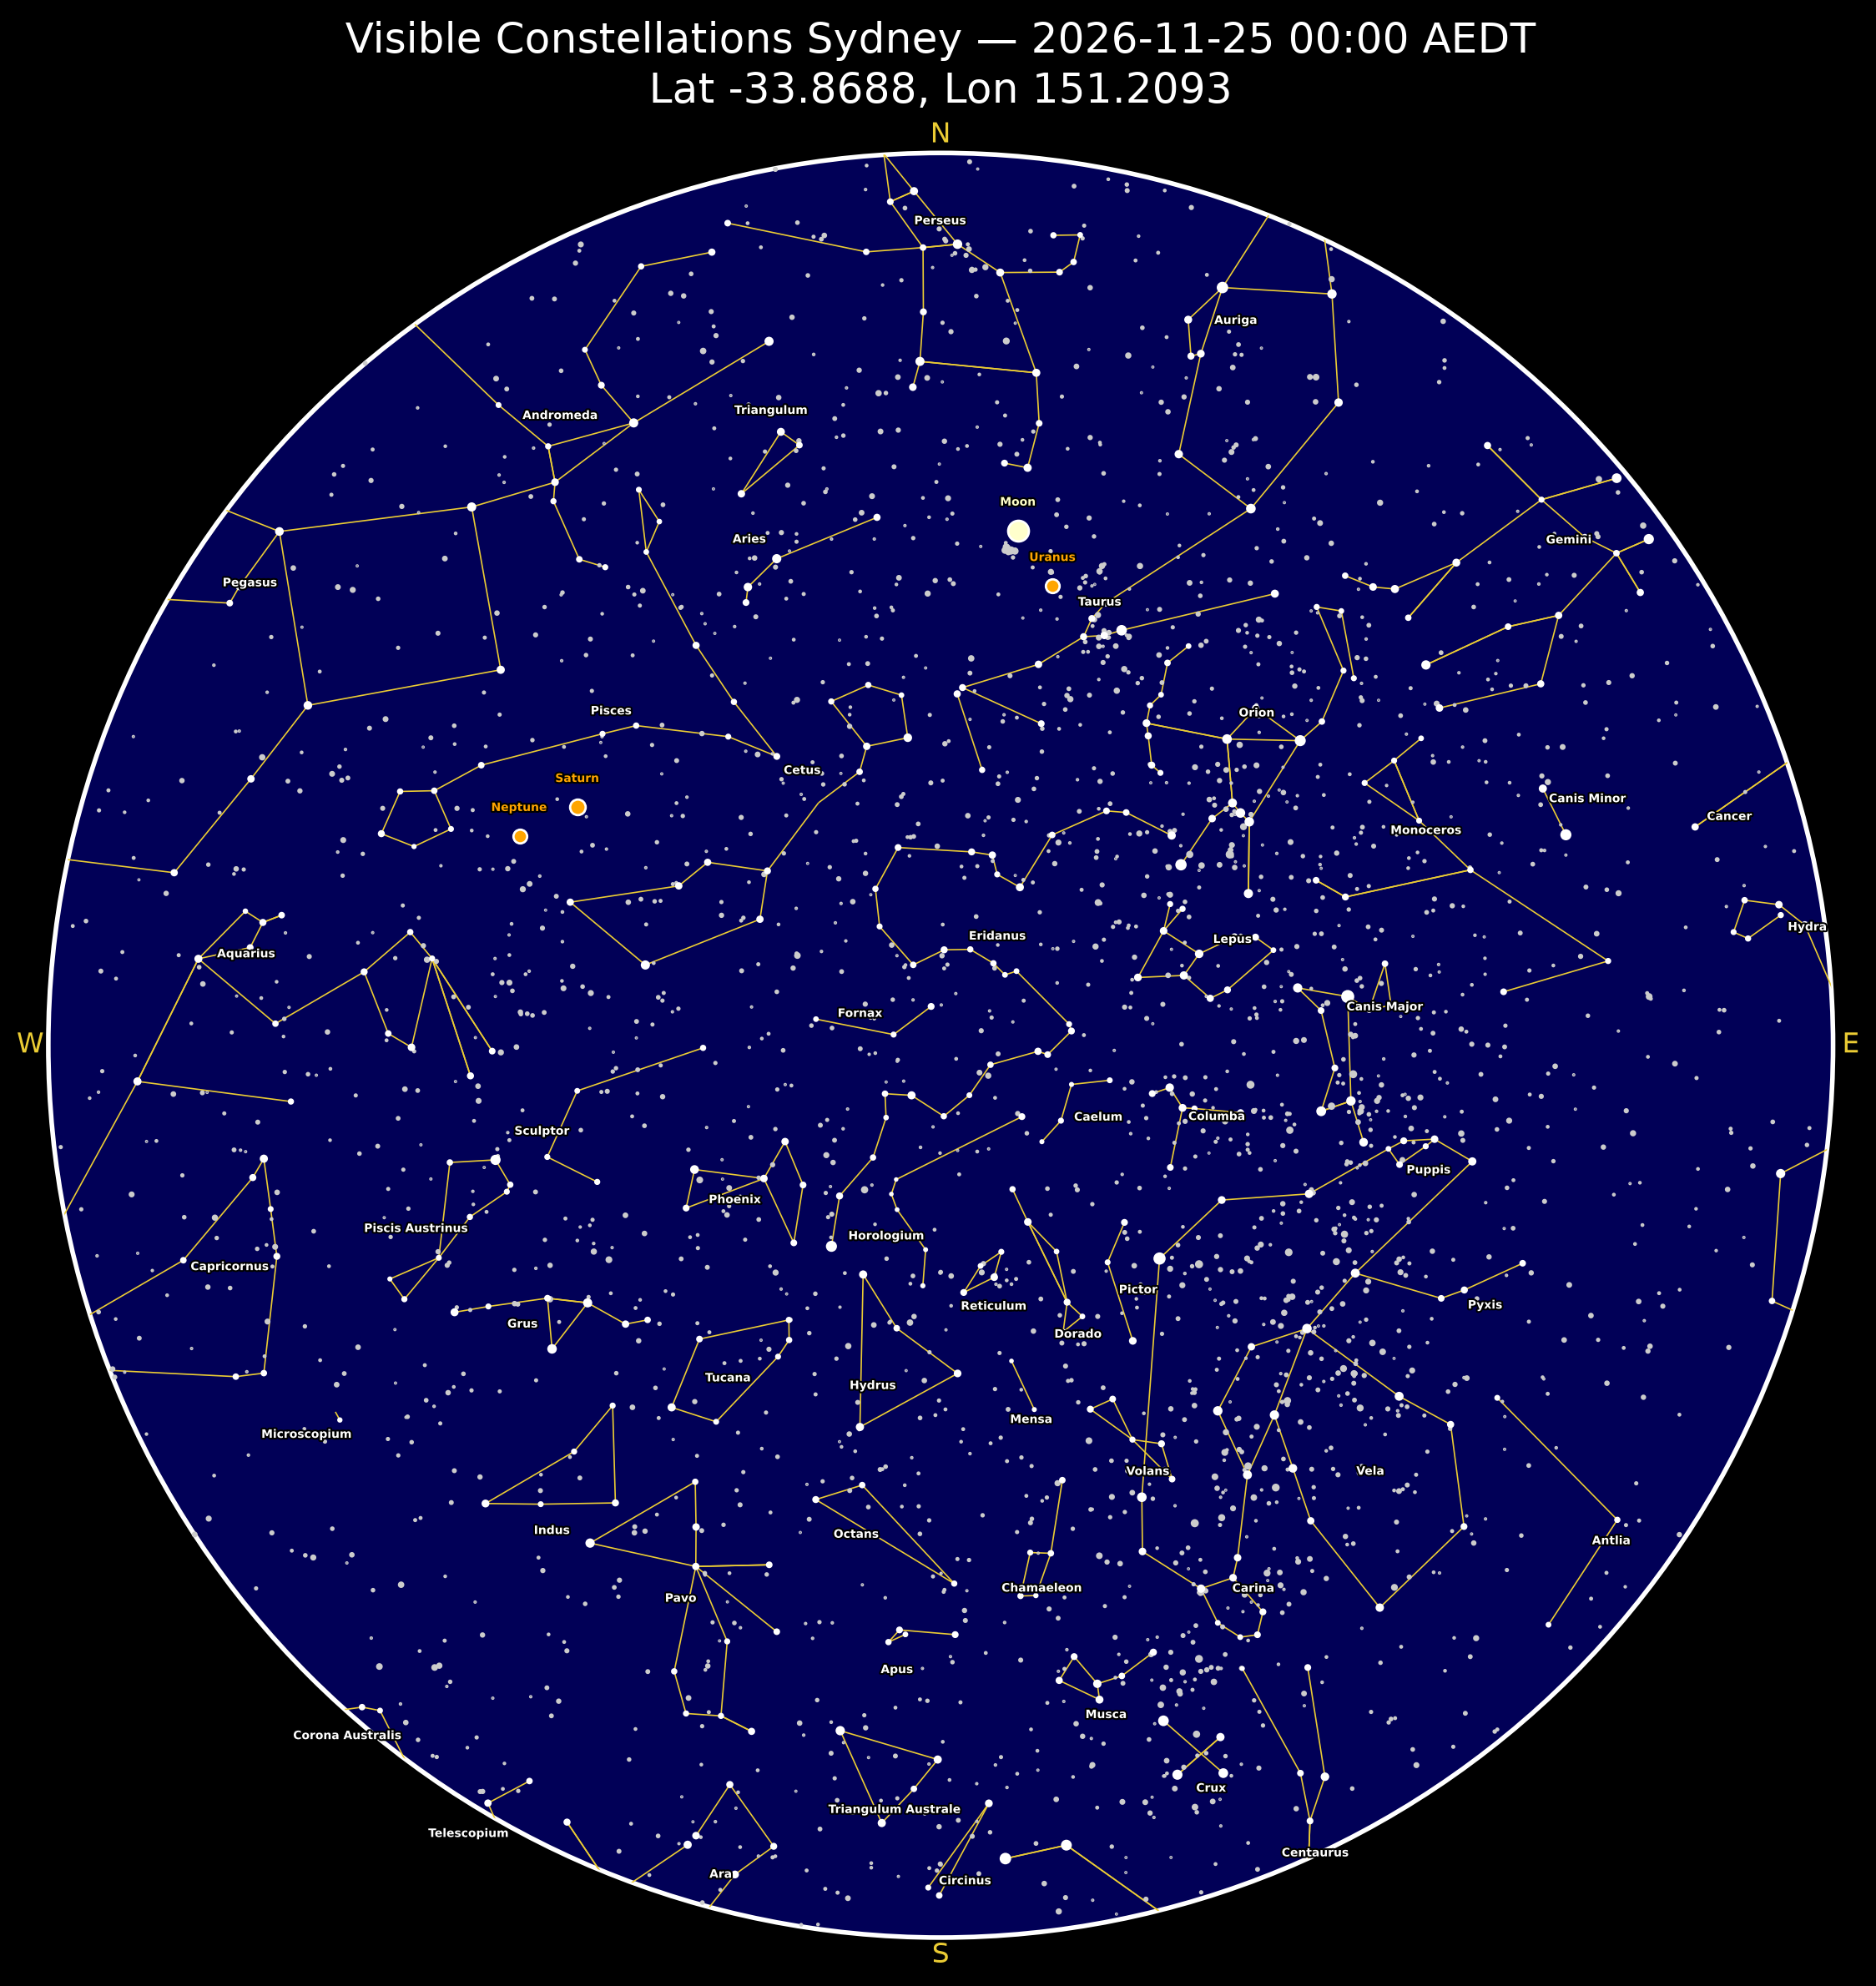 Visible Constellations Sydney — 2026-11-25 00:00 AEDT
Lat -33.8688, Lon 151.2093
N
Perseus
Auriga
Andromeda
Triangulum
Moon
Aries
Gemini
Uranus
Pegasus
Taurus
Pisces
Orion
Cetus
Saturn
Neptune
Canis Minor
Cancer
Monoceros
Hydra
Eridanus
Lepus
Aquarius
Canis Major
Fornax
W
E
Caelum
Columba
Sculptor
Puppis
Phoenix
Piscis Austrinus
Horologium
Capricornus
Pictor
Reticulum
Pyxis
Grus
Dorado
Tucana
Hydrus
Mensa
Microscopium
Volans
Vela
Indus
Octans
Antlia
Chamaeleon
Carina
Pavo
Apus
Musca
Corona Australis
Crux
Triangulum Australe
Telescopium
Centaurus
Ara
Circinus
S